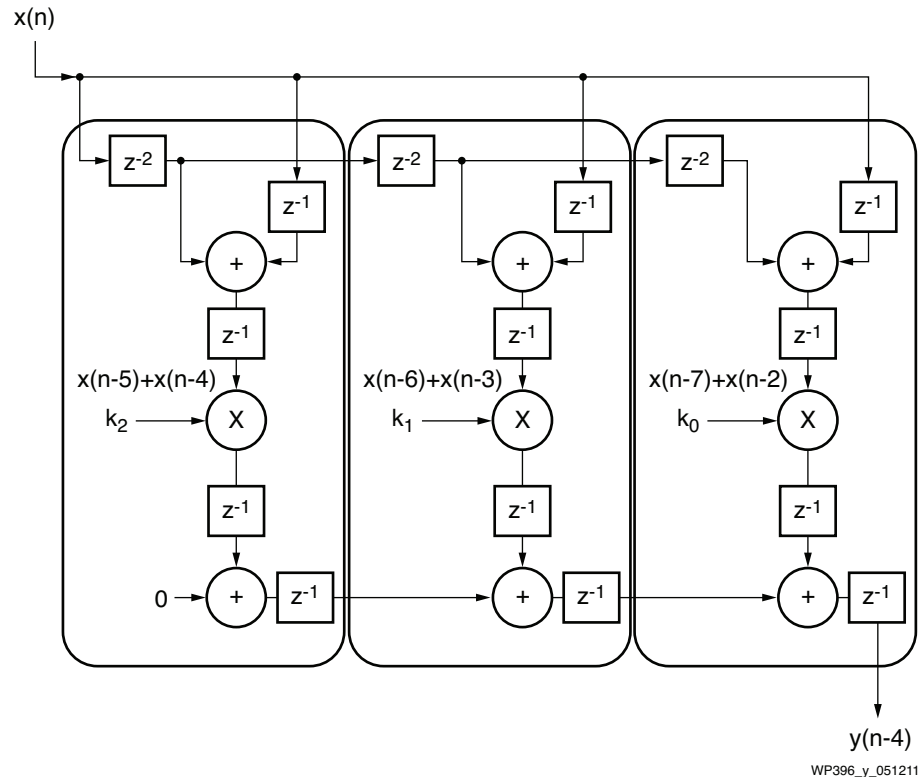 x(n)
z-2
z-2
z-2
z-1
z-1
z-1
+
+
+
z-1
z-1
z-1
x(n-5)+x(n-4)
x(n-6)+x(n-3)
x(n-7)+x(n-2)
k2
X
k1
X
k0
X
z-1
z-1
z-1
0
+
z-1
+
z-1
+
z-1
y(n-4)
WP396_y_051211